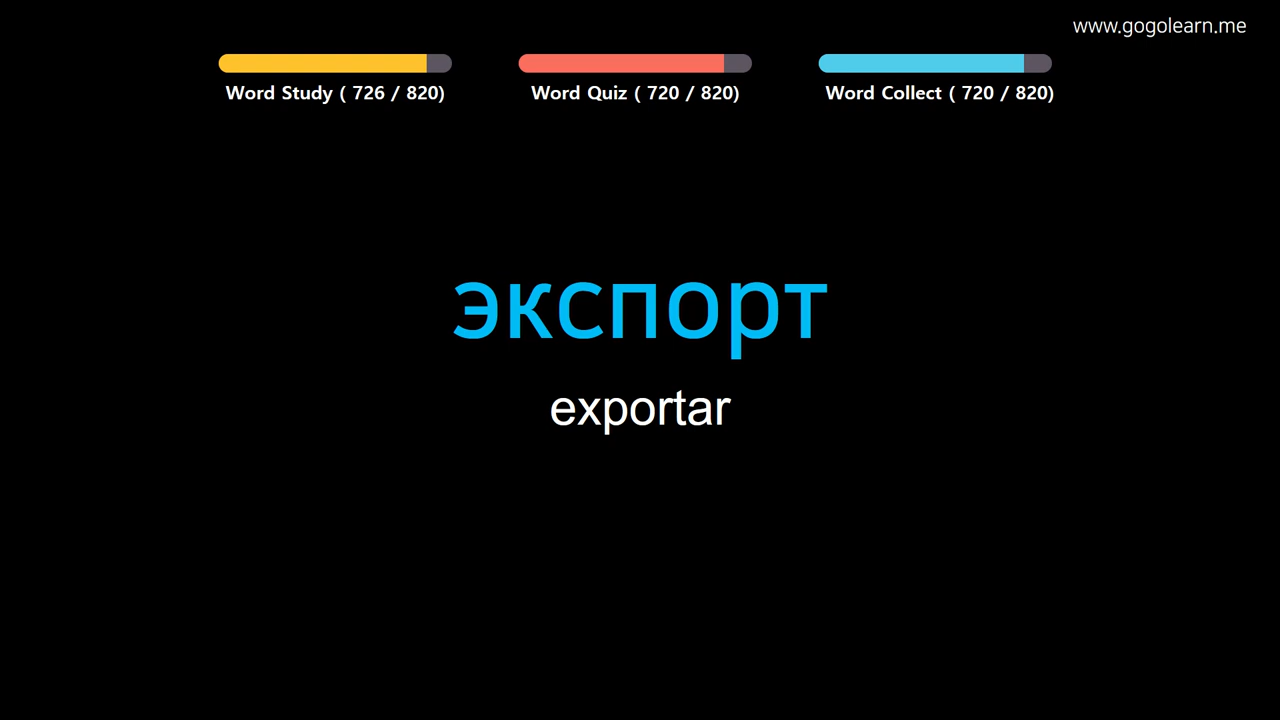 www.gogolearn.me
Word Study ( 726 / 820)
Word Quiz ( 720 / 820)
Word Collect ( 720 / 820)
экспорт
exportar